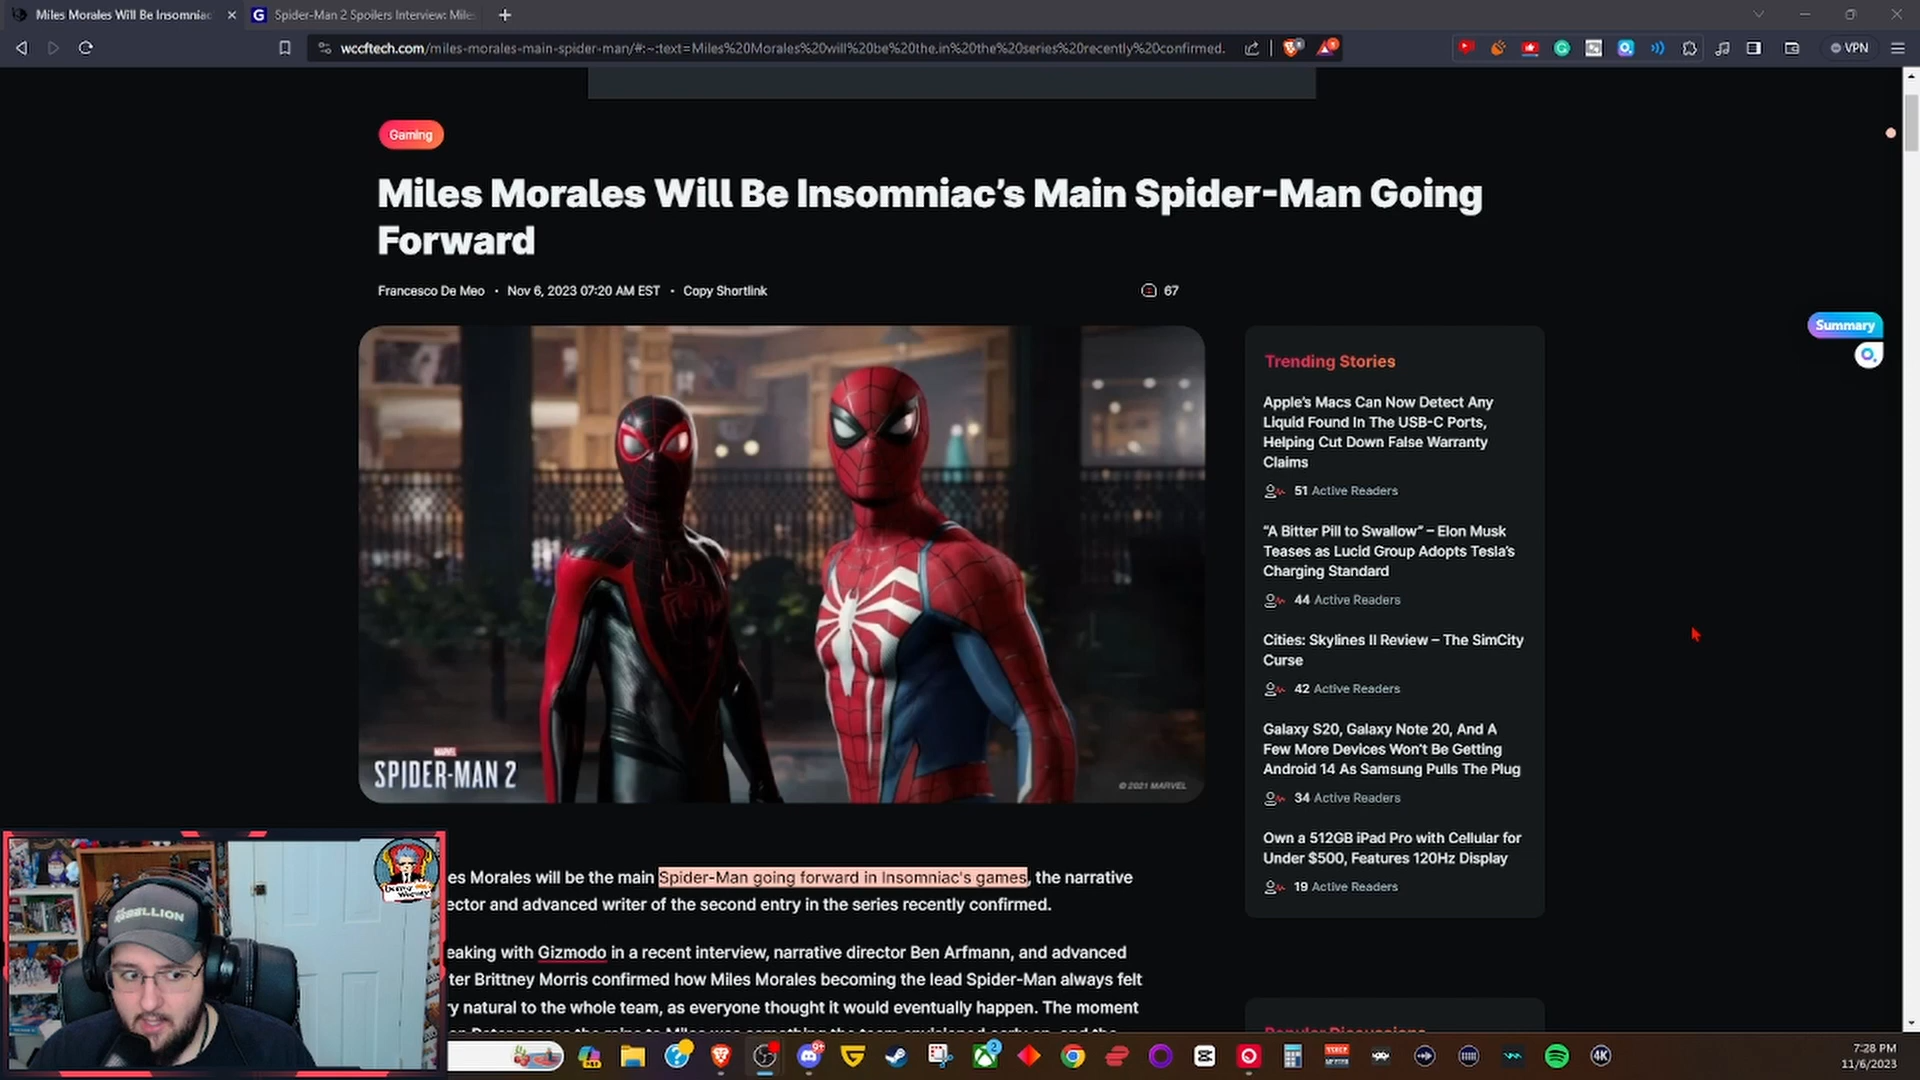 Miles Morales Will Be Insomniac
Spider-Man 2 Spoilers Interview: Mile
wccftech.com/miles-morales-main-spider-man/#:~:text=Miles%20Morales%20will%20be%20the.in%20the%20series%20recently%20confirmed.
VPN
Gaming
Miles Morales Will Be Insomniac's Main Spider-Man Going
Forward
Francesco De Meo • Nov 6, 2023 07:20 AM EST • Copy Shortlink
67
Summary
MARVEL
SPIDER-MAN 2
© 2021 MARVEL
Trending Stories
Apple's Macs Can Now Detect Any
Liquid Found In The USB-C Ports,
Helping Cut Down False Warranty
Claims
51 Active Readers
"A Bitter Pill to Swallow" – Elon Musk
Teases as Lucid Group Adopts Tesla's
Charging Standard
44 Active Readers
Cities: Skylines II Review – The SimCity
Curse
42 Active Readers
Galaxy S20, Galaxy Note 20, And A
Few More Devices Won't Be Getting
Android 14 As Samsung Pulls The Plug
34 Active Readers
Own a 512GB iPad Pro with Cellular for
Under $500, Features 120Hz Display
19 Active Readers
es Morales will be the main Spider-Man going forward in Insomniac's games, the narrative
ector and advanced writer of the second entry in the series recently confirmed.
eaking with Gizmodo in a recent interview, narrative director Ben Arfmann, and advanced
ter Brittney Morris confirmed how Miles Morales becoming the lead Spider-Man always felt
ry natural to the whole team, as everyone thought it would eventually happen. The moment
REBELLION
4K
7:28 PM
11/6/2023